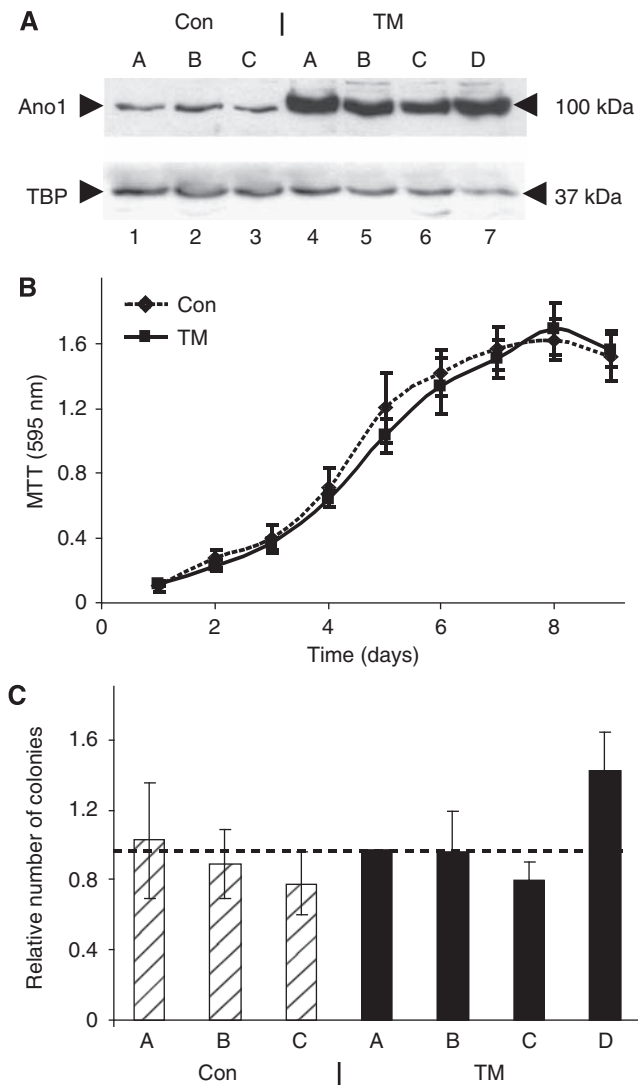 A
Con | TM
A B C A B C D
Ano1 100 kDa
TBP 37 kDa
1 2 3 4 5 6 7
B
Con
TM
1.6
1.2
0.8
0.4
0
MTT (595 nm)
0 2 4 6 8
Time (days)
C
1.6
1.2
0.8
0.4
0
Relative number of colonies
A B C A B C D
Con | TM